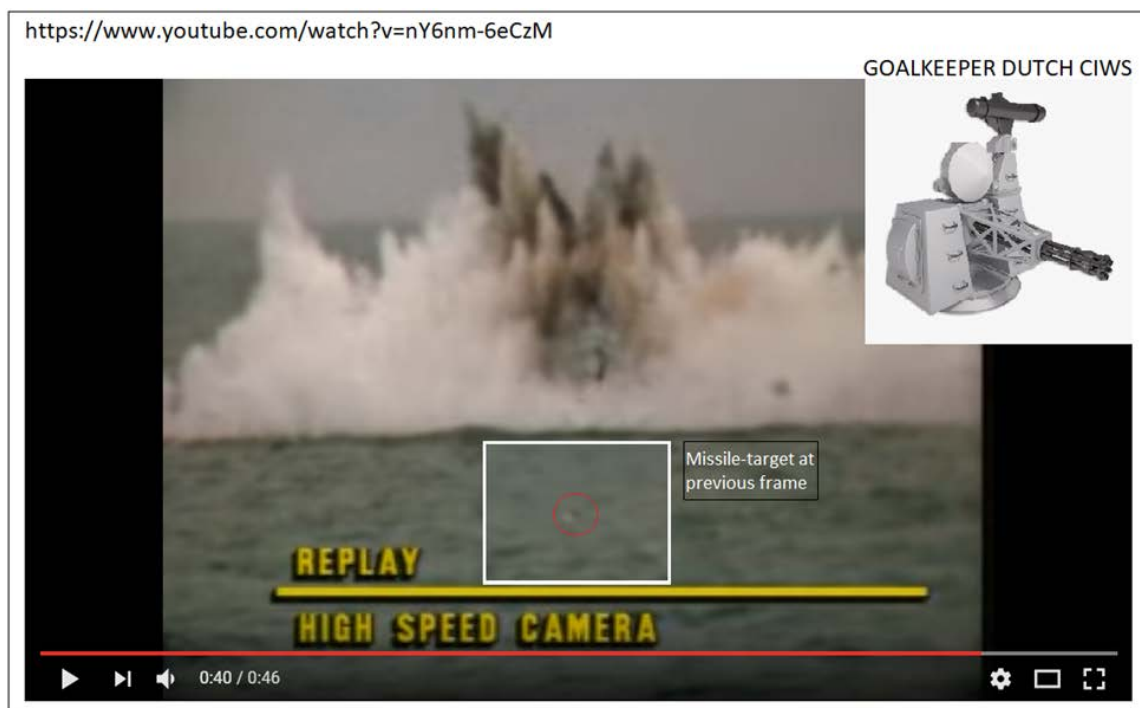 https://www.youtube.com/watch?v=nY6nm-6eCzM
GOALKEEPER DUTCH CIWS
Missile-target at
previous frame
REPLAY
HIGH SPEED CAMERA
0:40 / 0:46